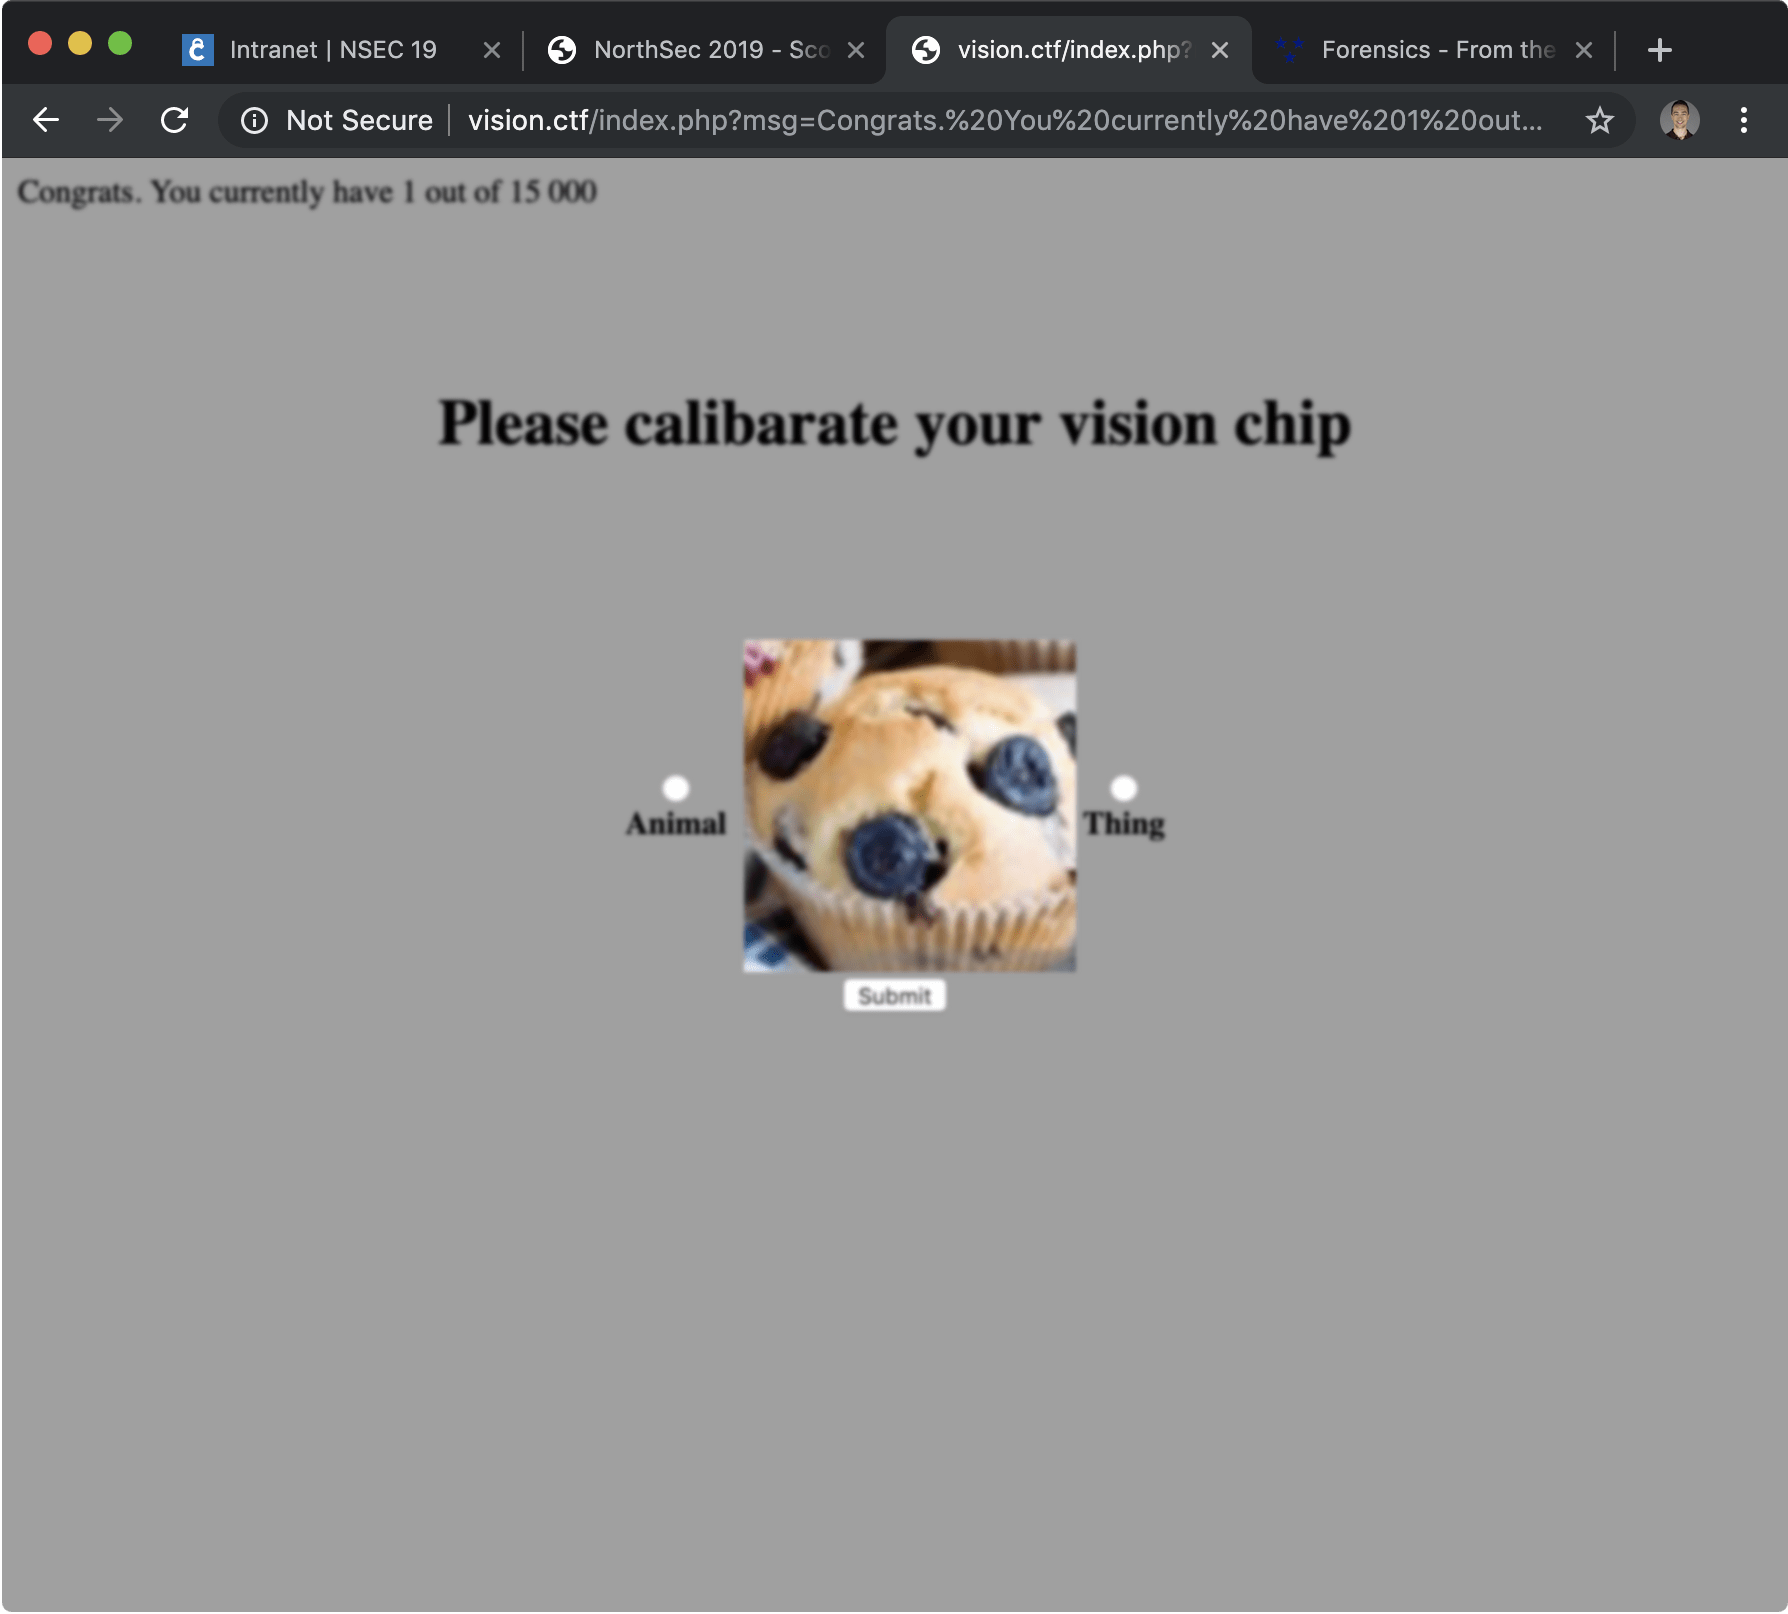 Intranet | NSEC 19
NorthSec 2019 - Sco
vision.ctf/index.php?
Forensics - From the
Not Secure
vision.ctf/index.php?msg=Congrats.%20You%20currently%20have%201%20out...
Congrats. You currently have 1 out of 15 000
Please calibarate your vision chip
Animal
Thing
Submit